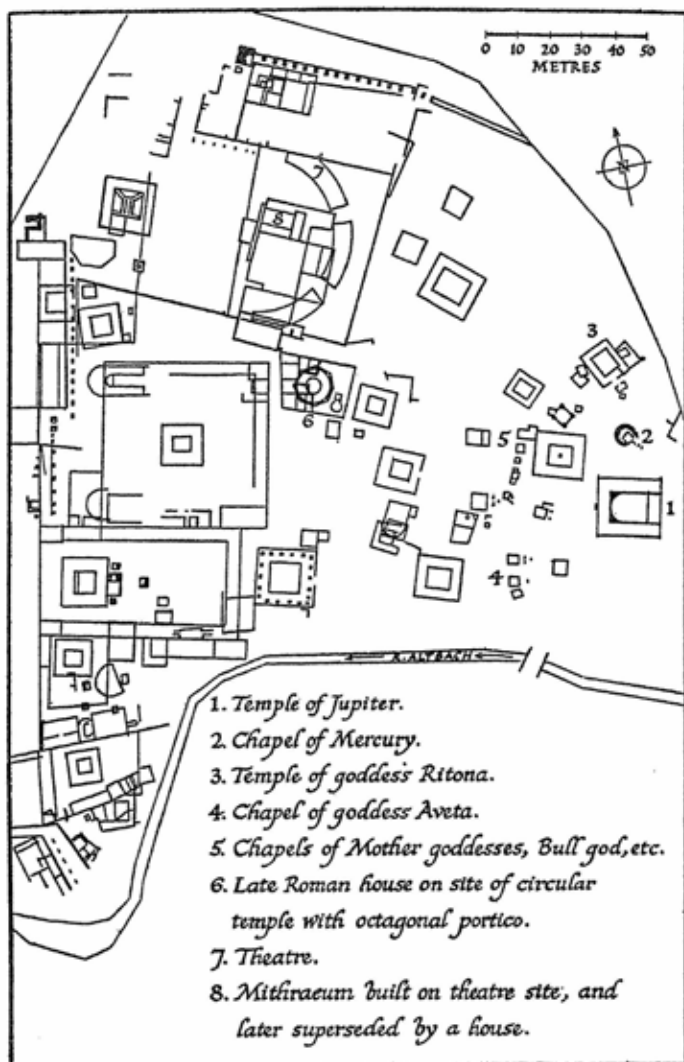 0 10 20 30 40 50
METRES
N
7
8
3
2
6
5
1
4
R. ALTBACH
1. Temple of Jupiter.
2. Chapel of Mercury.
3. Temple of goddess Ritona.
4. Chapel of goddess Aveta.
5. Chapels of Mother goddesses, Bull god, etc.
6. Late Roman house on site of circular
temple with octagonal portico.
7. Theatre.
8. Mithraeum built on theatre site, and
later superseded by a house.